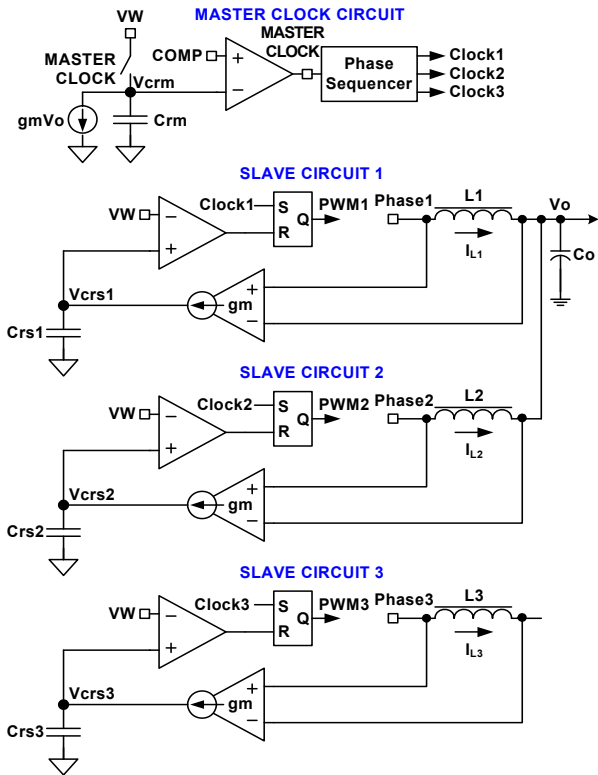 MASTER CLOCK CIRCUIT
VW
MASTER
CLOCK
Vcrm
gmVo
Crm
COMP
+
−
MASTER
CLOCK
Phase
Sequencer
Clock1
Clock2
Clock3
SLAVE CIRCUIT 1
VW
−
+
Clock1
S
R
Q
PWM1
Phase1
L1
IL1
Vo
Co
Vcrs1
gm
+
−
Crs1
SLAVE CIRCUIT 2
VW
−
+
Clock2
S
R
Q
PWM2
Phase2
L2
IL2
Vcrs2
gm
+
−
Crs2
SLAVE CIRCUIT 3
VW
−
+
Clock3
S
R
Q
PWM3
Phase3
L3
IL3
Vcrs3
gm
+
−
Crs3